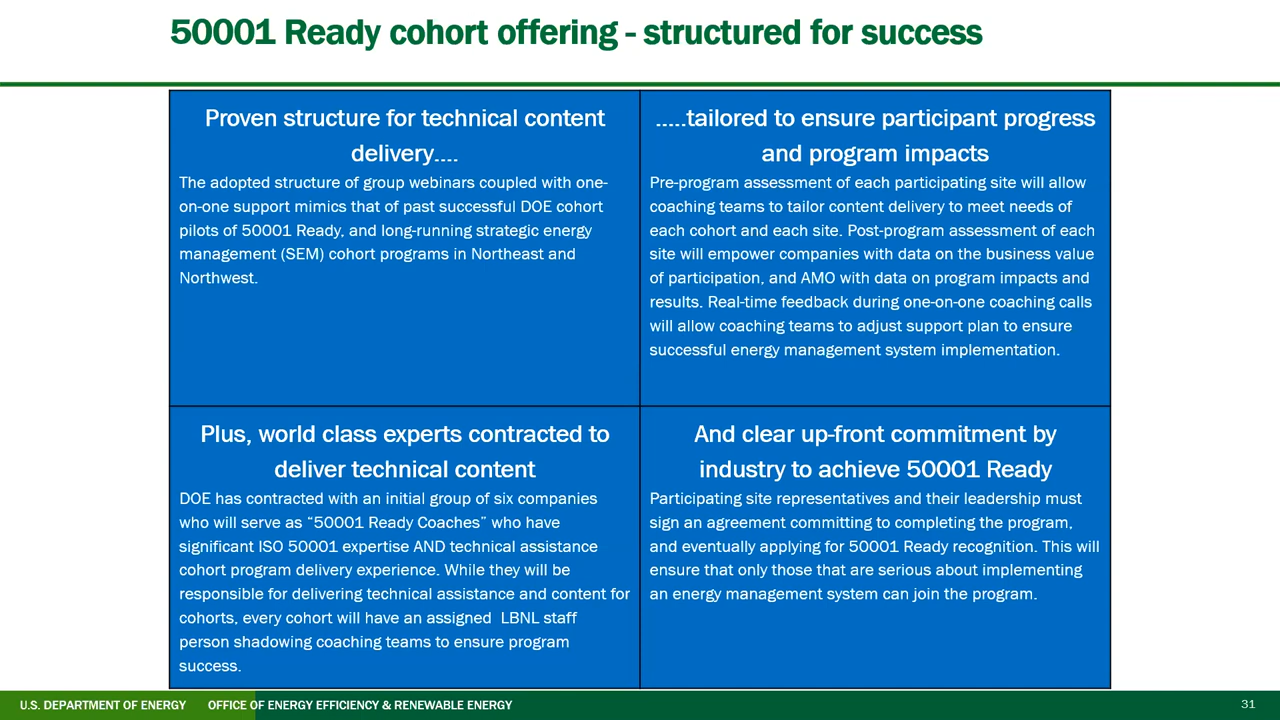 50001 Ready cohort offering - structured for success
Proven structure for technical content
delivery....
The adopted structure of group webinars coupled with one-
on-one support mimics that of past successful DOE cohort
pilots of 50001 Ready, and long-running strategic energy
management (SEM) cohort programs in Northeast and
Northwest.
.....tailored to ensure participant progress
and program impacts
Pre-program assessment of each participating site will allow
coaching teams to tailor content delivery to meet needs of
each cohort and each site. Post-program assessment of each
site will empower companies with data on the business value
of participation, and AMO with data on program impacts and
results. Real-time feedback during one-on-one coaching calls
will allow coaching teams to adjust support plan to ensure
successful energy management system implementation.
Plus, world class experts contracted to
deliver technical content
DOE has contracted with an initial group of six companies
who will serve as “50001 Ready Coaches” who have
significant ISO 50001 expertise AND technical assistance
cohort program delivery experience. While they will be
responsible for delivering technical assistance and content for
cohorts, every cohort will have an assigned  LBNL staff
person shadowing coaching teams to ensure program
success.
And clear up-front commitment by
industry to achieve 50001 Ready
Participating site representatives and their leadership must
sign an agreement committing to completing the program,
and eventually applying for 50001 Ready recognition. This will
ensure that only those that are serious about implementing
an energy management system can join the program.
U.S. DEPARTMENT OF ENERGY OFFICE OF ENERGY EFFICIENCY & RENEWABLE ENERGY
31